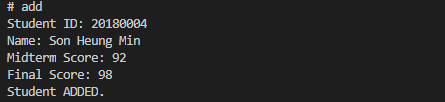 # add
Student ID: 20180004
Name: Son Heung Min
Midterm Score: 92
Final Score: 98
Student ADDED.